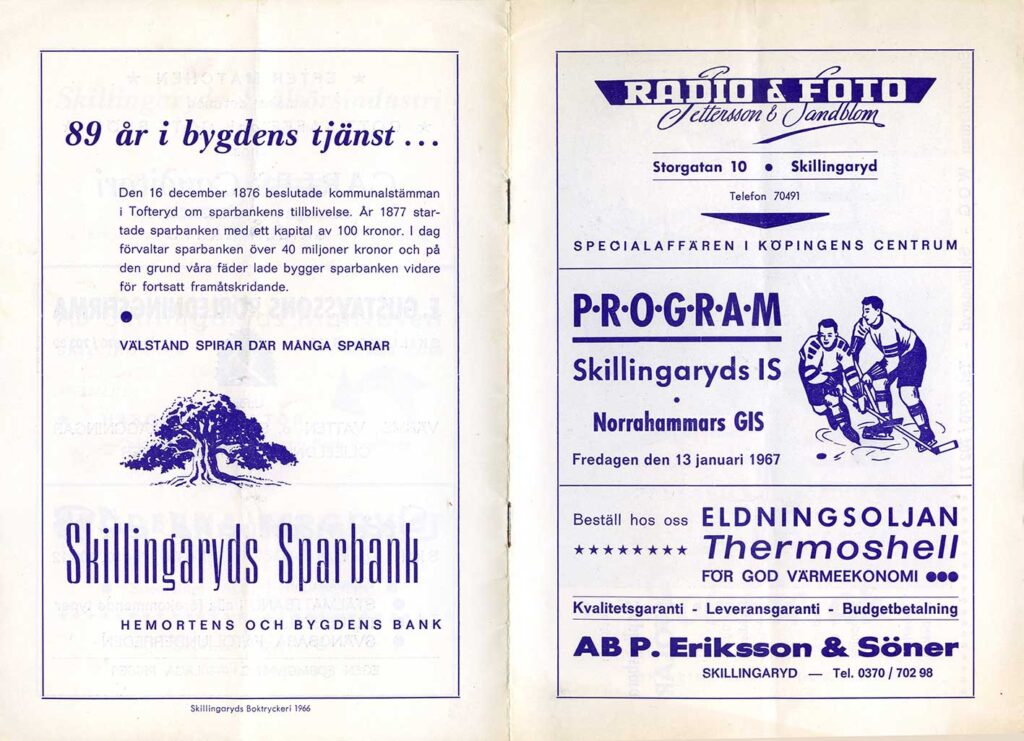 89 år i bygdens tjänst ...
Den 16 december 1876 beslutade kommunalstämman
i Tofteryd om sparbankens tillblivelse. År 1877 star-
tade sparbanken med ett kapital av 100 kronor. I dag
förvaltar sparbanken över 40 miljoner kronor och på
den grund våra fäder lade bygger sparbanken vidare
för fortsatt framåtskridande.
●
VÄLSTÅND SPIRAR DÄR MÅNGA SPARAR
Skillingaryds Sparbank
HEMORTENS OCH BYGDENS BANK
Skillingaryds Boktryckeri 1966
RADIO & FOTO
Pettersson & Sandblom
Storgatan 10 ● Skillingaryd
Telefon 70491
SPECIALAFFÄREN I KÖPINGENS CENTRUM
P·R·O·G·R·A·M
Skillingaryds IS
●
Norrahammars GIS
Fredagen den 13 januari 1967
Beställ hos oss ELDNINGSOLJAN
★★★★★★★★ Thermoshell
FÖR GOD VÄRMEEKONOMI ●●●
Kvalitetsgaranti - Leveransgaranti - Budgetbetalning
AB P. Eriksson & Söner
SKILLINGARYD — Tel. 0370 / 702 98